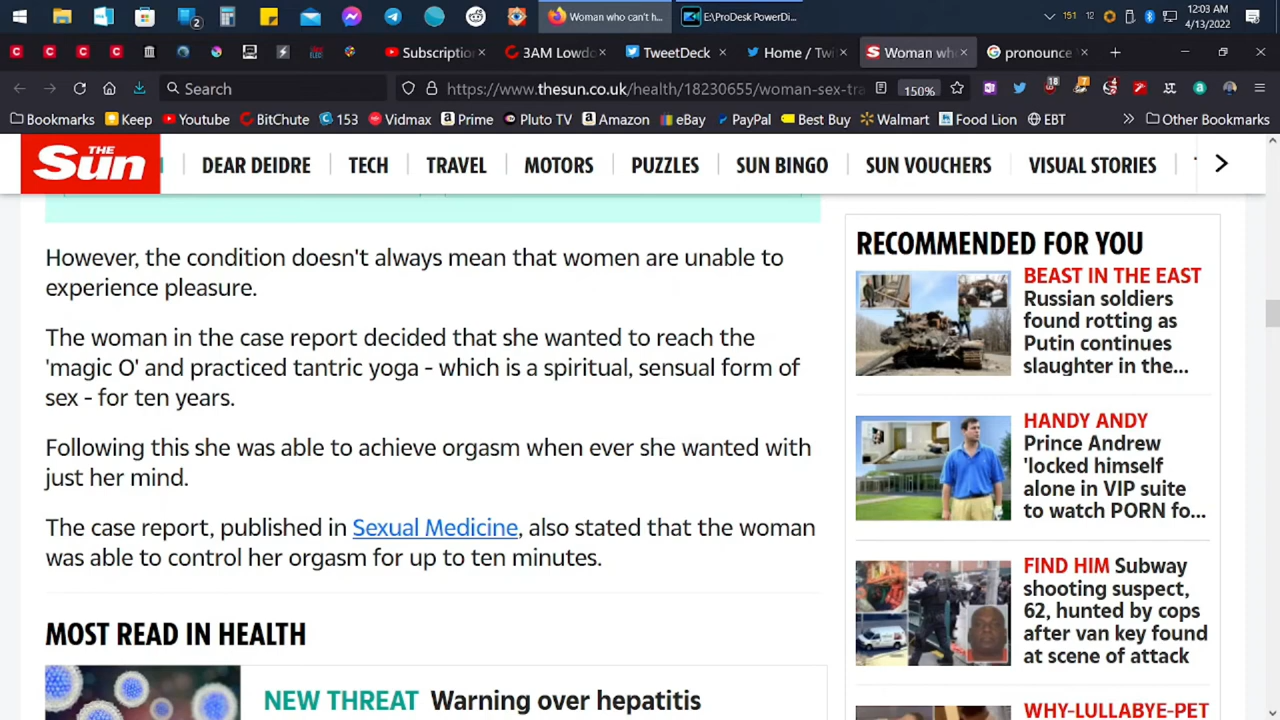 2
Woman who can't h
E:\ProDesk PowerDi...
151
12
12:03 AM
4/13/2022
Subscription
3AM Lowdo
TweetDeck
Home / Twi
Woman wh
pronounce
Search
https://www.thesun.co.uk/health/18230655/woman-sex-tra
150%
18
Bookmarks
Keep
Youtube
BitChute
153
Vidmax
Prime
Pluto TV
Amazon
eBay
PayPal
Best Buy
Walmart
Food Lion
EBT
Other Bookmarks
THE Sun
DEAR DEIDRE
TECH
TRAVEL
MOTORS
PUZZLES
SUN BINGO
SUN VOUCHERS
VISUAL STORIES
However, the condition doesn't always mean that women are unable to
experience pleasure.
The woman in the case report decided that she wanted to reach the
'magic O' and practiced tantric yoga - which is a spiritual, sensual form of
sex - for ten years.
Following this she was able to achieve orgasm when ever she wanted with
just her mind.
The case report, published in Sexual Medicine, also stated that the woman
was able to control her orgasm for up to ten minutes.
MOST READ IN HEALTH
NEW THREAT Warning over hepatitis
RECOMMENDED FOR YOU
BEAST IN THE EAST
Russian soldiers
found rotting as
Putin continues
slaughter in the...
HANDY ANDY
Prince Andrew
'locked himself
alone in VIP suite
to watch PORN fo...
FIND HIM Subway
shooting suspect,
62, hunted by cops
after van key found
at scene of attack
WHY-LULLABYE-PET